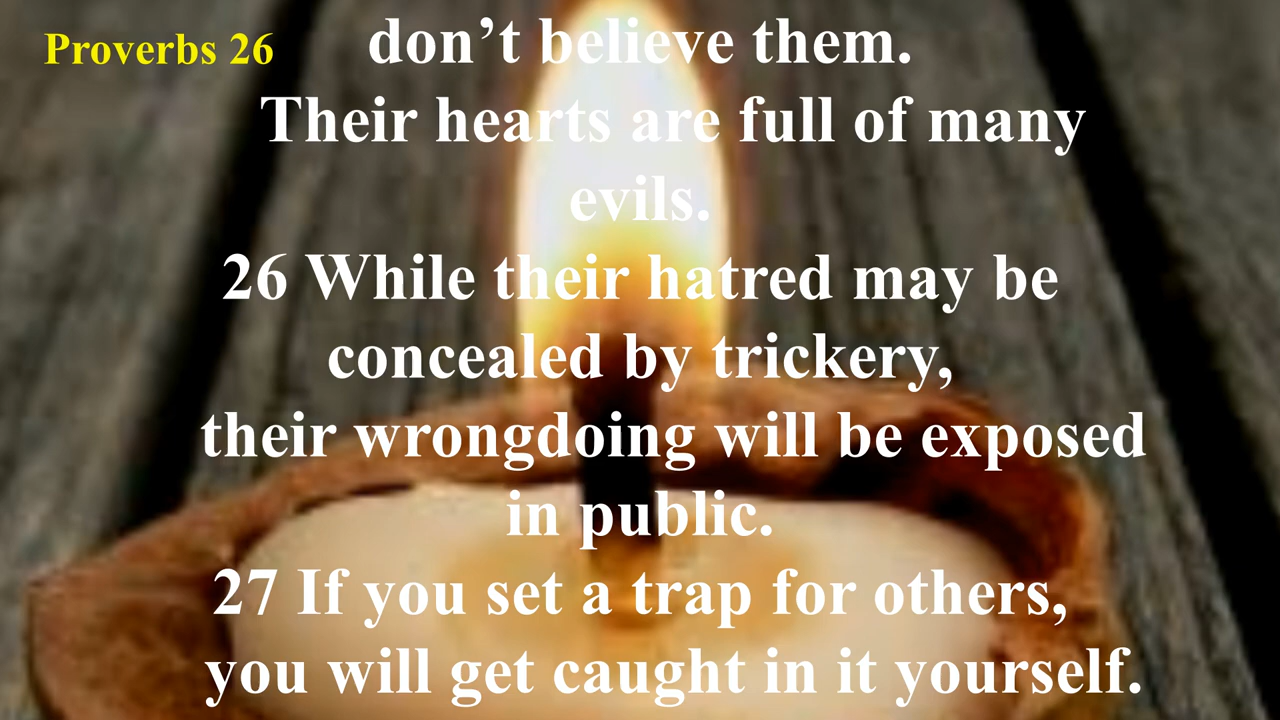 Proverbs 26
don’t believe them.
Their hearts are full of many
evils.
26 While their hatred may be
concealed by trickery,
their wrongdoing will be exposed
in public.
27 If you set a trap for others,
you will get caught in it yourself.